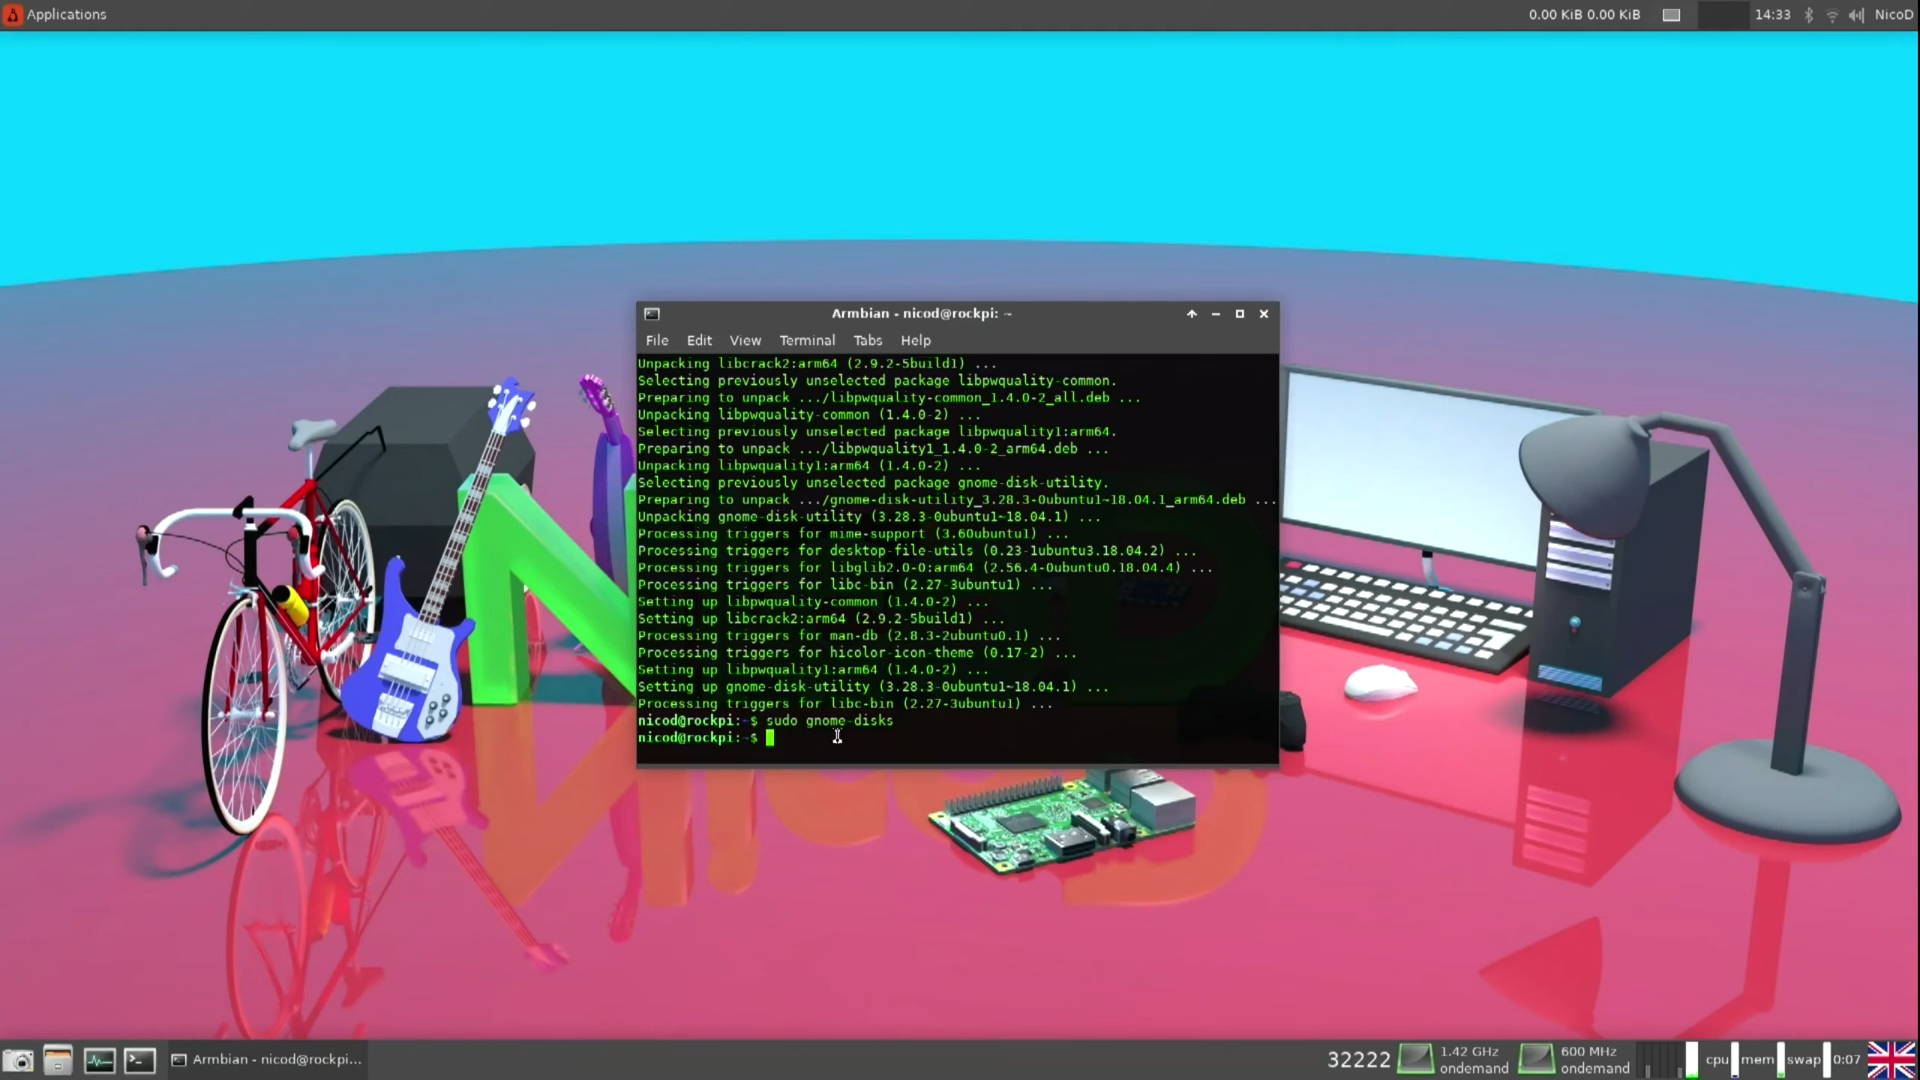 Applications
0.00 KiB 0.00 KiB
14:33
NicoD
Armbian - nicod@rockpi: ~
File Edit View Terminal Tabs Help
Unpacking libcrack2:arm64 (2.9.2-5build1) ...
Selecting previously unselected package libpwquality-common.
Preparing to unpack .../libpwquality-common_1.4.0-2_all.deb ...
Unpacking libpwquality-common (1.4.0-2) ...
Selecting previously unselected package libpwquality1:arm64.
Preparing to unpack .../libpwquality1_1.4.0-2_arm64.deb ...
Unpacking libpwquality1:arm64 (1.4.0-2) ...
Selecting previously unselected package gnome-disk-utility.
Preparing to unpack .../gnome-disk-utility_3.28.3-0ubuntu1~18.04.1_arm64.deb ...
Unpacking gnome-disk-utility (3.28.3-0ubuntu1~18.04.1) ...
Processing triggers for mime-support (3.60ubuntu1) ...
Processing triggers for desktop-file-utils (0.23-1ubuntu3.18.04.2) ...
Processing triggers for libglib2.0-0:arm64 (2.56.4-0ubuntu0.18.04.4) ...
Processing triggers for libc-bin (2.27-3ubuntu1) ...
Setting up libpwquality-common (1.4.0-2) ...
Setting up libcrack2:arm64 (2.9.2-5build1) ...
Processing triggers for man-db (2.8.3-2ubuntu0.1) ...
Processing triggers for hicolor-icon-theme (0.17-2) ...
Setting up libpwquality1:arm64 (1.4.0-2) ...
Setting up gnome-disk-utility (3.28.3-0ubuntu1~18.04.1) ...
Processing triggers for libc-bin (2.27-3ubuntu1) ...
nicod@rockpi:~$ sudo gnome-disks
nicod@rockpi:~$
Armbian - nicod@rockpi...
32222
1.42 GHz
ondemand
600 MHz
ondemand
cpu mem swap 0:07